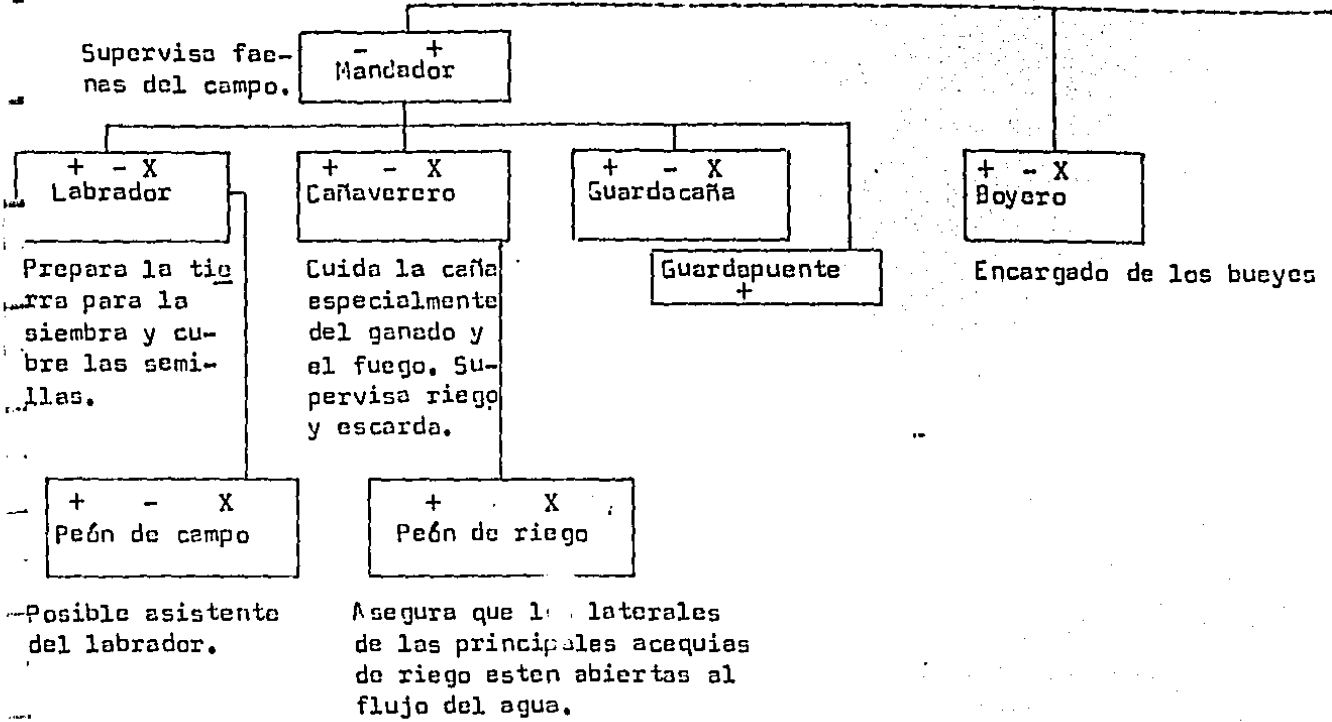 Supervisa fae-
nas del campo.
- +
Mandador
+ - X
Labrador
Prepara la tie
rra para la
siembra y cu-
bre las semi-
llas.
+ - X
Cañaverero
Cuida la caña
especialmente
del ganado y
el fuego. Su-
pervisa riego
y escarda.
+ - X
Guardacaña
Guardapuente
+
+ - X
Boyero
Encargado de los bueyes
+ - X
Peón de campo
Posible asistente
del labrador.
+ X
Peón de riego
Asegura que laterales
de las principales acequias
de riego esten abiertas al
flujo del agua.